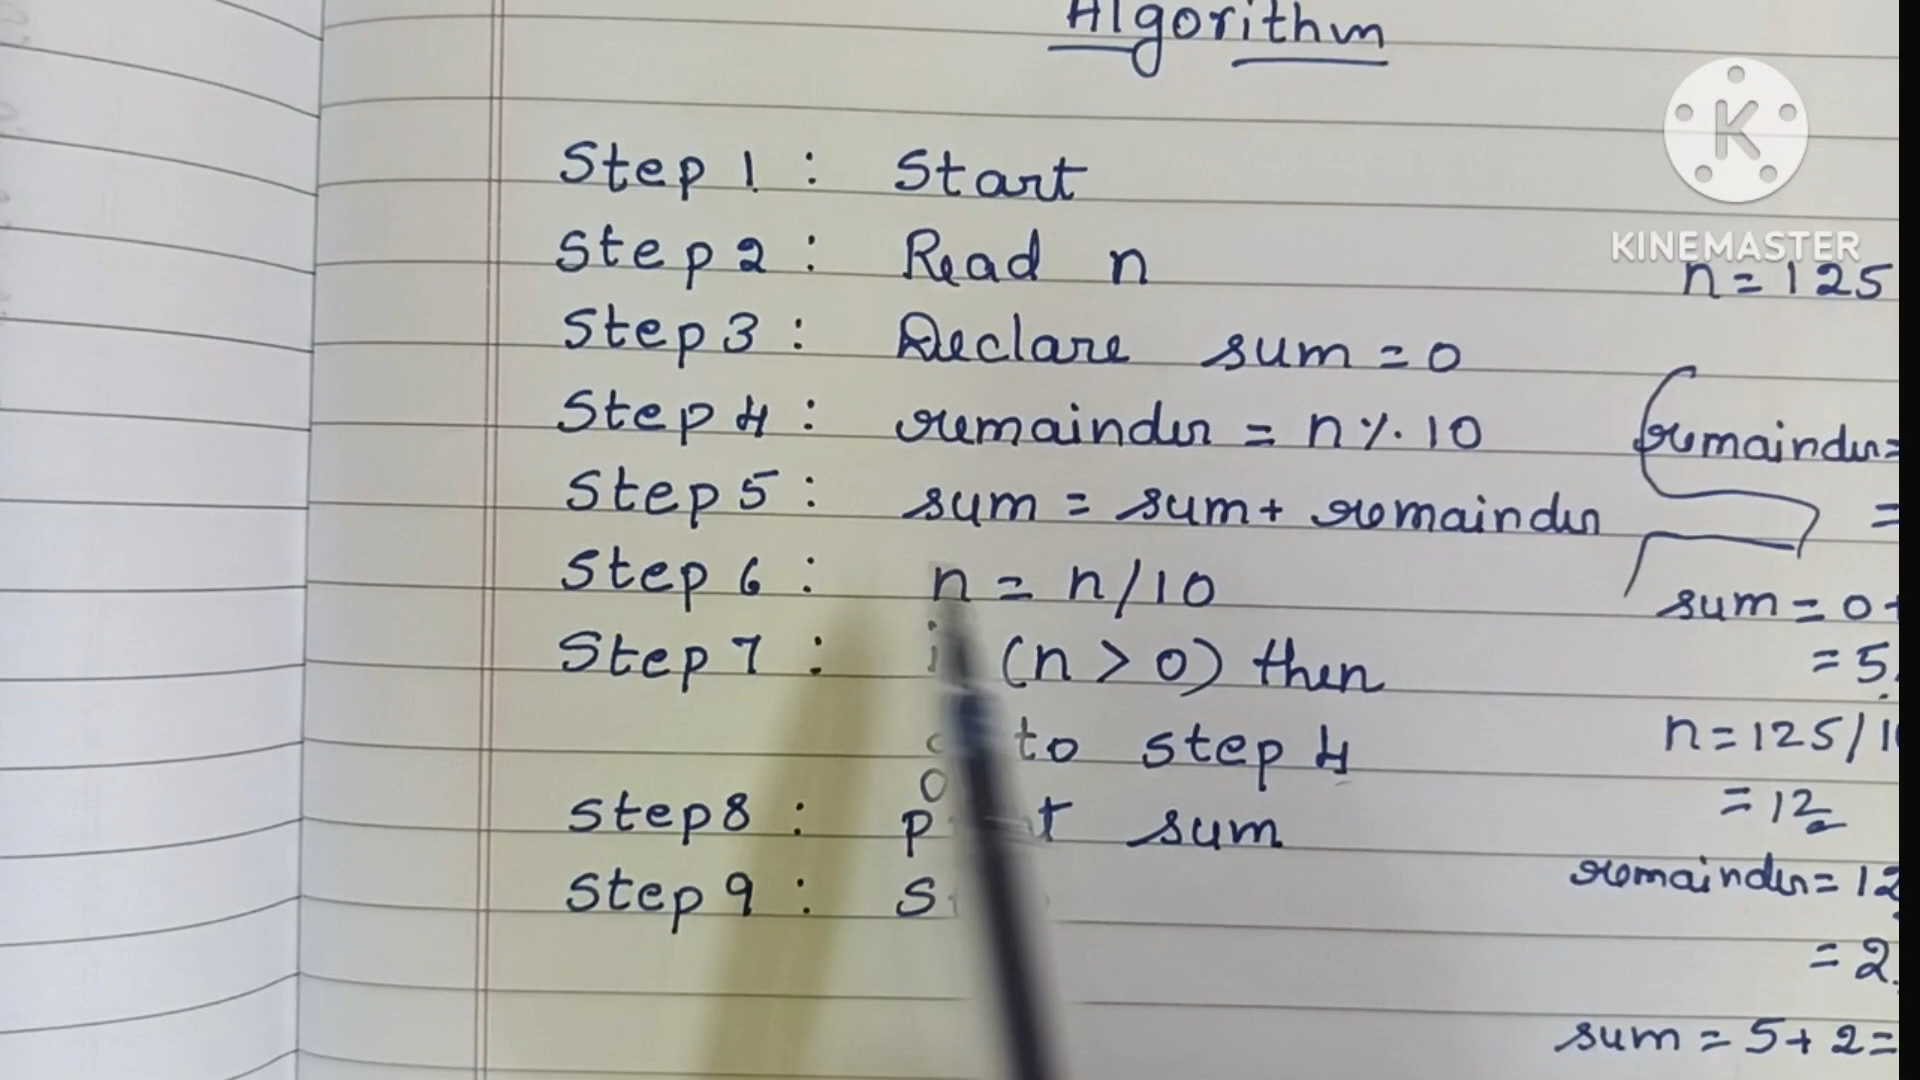 Algorithm
Step 1 : Start
Step 2 : Read n
Step 3 : Declare sum = 0
Step 4 : remainder = n % 10
Step 5 : sum = sum + remainder
Step 6 : n = n/10
Step 7 : (n > 0) then
to step 4
Step 8 : sum
Step 9 :
KINEMASTER
n = 125
remainder =
=
sum = 0 +
= 5
n = 125/1
= 12
remainder = 12
= 2
sum = 5 + 2 =